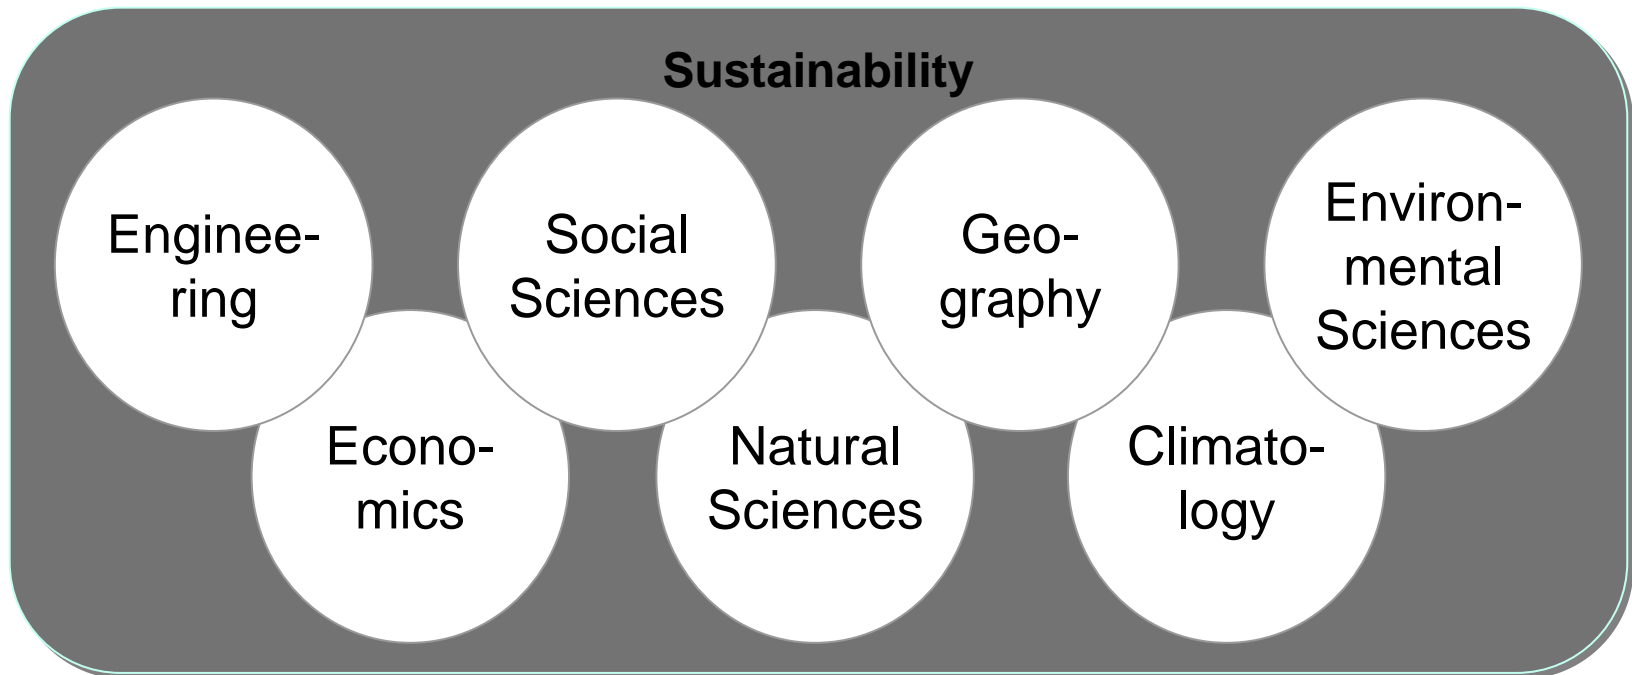 Sustainability
Enginee-
ring
Social
Sciences
Geo-
graphy
Environ-
mental
Sciences
Econo-
mics
Natural
Sciences
Climato-
logy